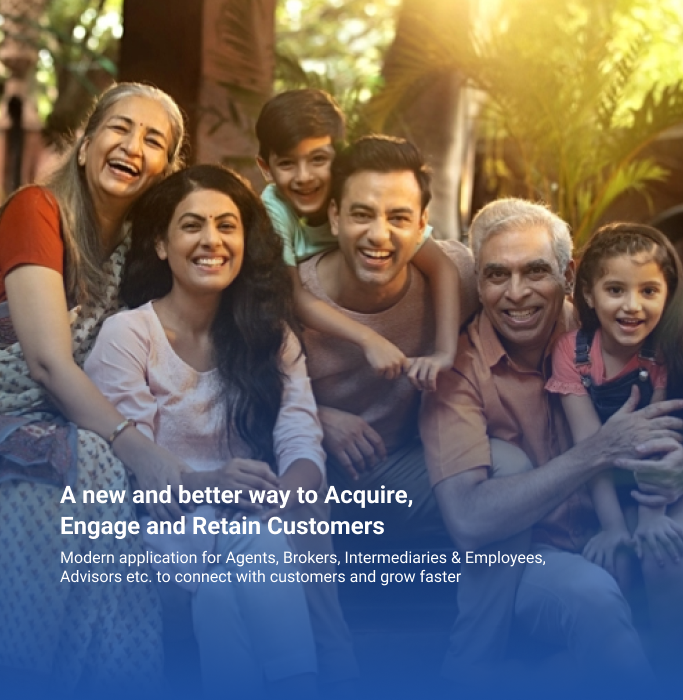 A new and better way to Acquire,
Engage and Retain Customers
Modern application for Agents, Brokers, Intermediaries & Employees,
Advisors etc. to connect with customers and grow faster